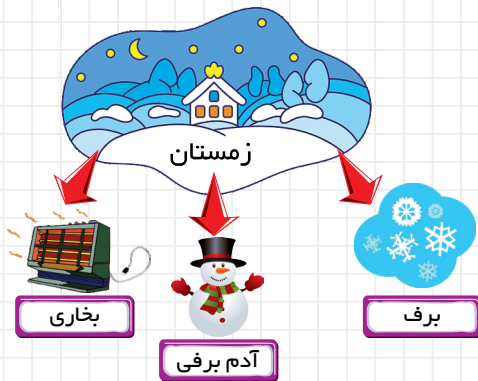 زمستان
برف
آدم برفی
بخاری